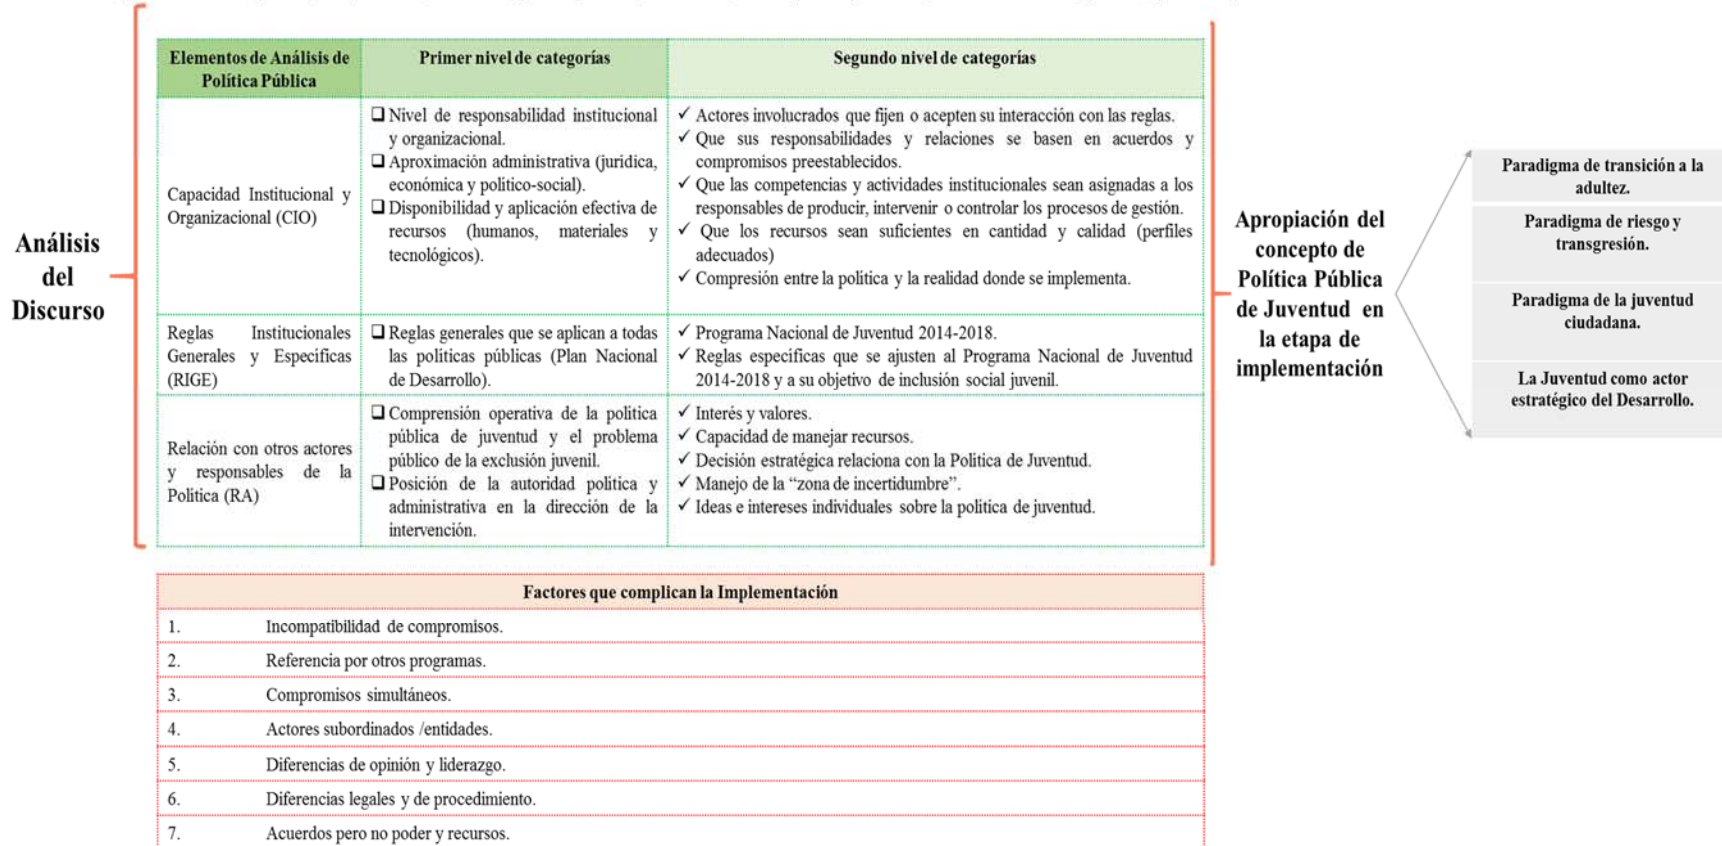 Análisis
del
Discurso
Elementos de Análisis de
Política Pública
Primer nivel de categorías
Segundo nivel de categorías
Capacidad Institucional y
Organizacional (CIO)
❑ Nivel de responsabilidad institucional
y organizacional.
❑ Aproximación administrativa (jurídica,
económica y político-social).
❑ Disponibilidad y aplicación efectiva de
recursos (humanos, materiales y
tecnológicos).
✓ Actores involucrados que fijen o acepten su interacción con las reglas.
✓ Que sus responsabilidades y relaciones se basen en acuerdos y
compromisos preestablecidos.
✓ Que las competencias y actividades institucionales sean asignadas a los
responsables de producir, intervenir o controlar los procesos de gestión.
✓ Que los recursos sean suficientes en cantidad y calidad (perfiles
adecuados)
✓ Compresión entre la política y la realidad donde se implementa.
Reglas Institucionales
Generales y Específicas
(RIGE)
❑ Reglas generales que se aplican a todas
las políticas públicas (Plan Nacional
de Desarrollo).
✓ Programa Nacional de Juventud 2014-2018.
✓ Reglas específicas que se ajusten al Programa Nacional de Juventud
2014-2018 y a su objetivo de inclusión social juvenil.
Relación con otros actores
y responsables de la
Política (RA)
❑ Comprensión operativa de la política
pública de juventud y el problema
público de la exclusión juvenil.
❑ Posición de la autoridad política y
administrativa en la dirección de la
intervención.
✓ Interés y valores.
✓ Capacidad de manejar recursos.
✓ Decisión estratégica relaciona con la Política de Juventud.
✓ Manejo de la “zona de incertidumbre”.
✓ Ideas e intereses individuales sobre la política de juventud.
Apropiación del
concepto de
Política Pública
de Juventud en
la etapa de
implementación
Paradigma de transición a la
adultez.
Paradigma de riesgo y
transgresión.
Paradigma de la juventud
ciudadana.
La Juventud como actor
estratégico del Desarrollo.
Factores que complican la Implementación
1. Incompatibilidad de compromisos.
2. Referencia por otros programas.
3. Compromisos simultáneos.
4. Actores subordinados /entidades.
5. Diferencias de opinión y liderazgo.
6. Diferencias legales y de procedimiento.
7. Acuerdos pero no poder y recursos.